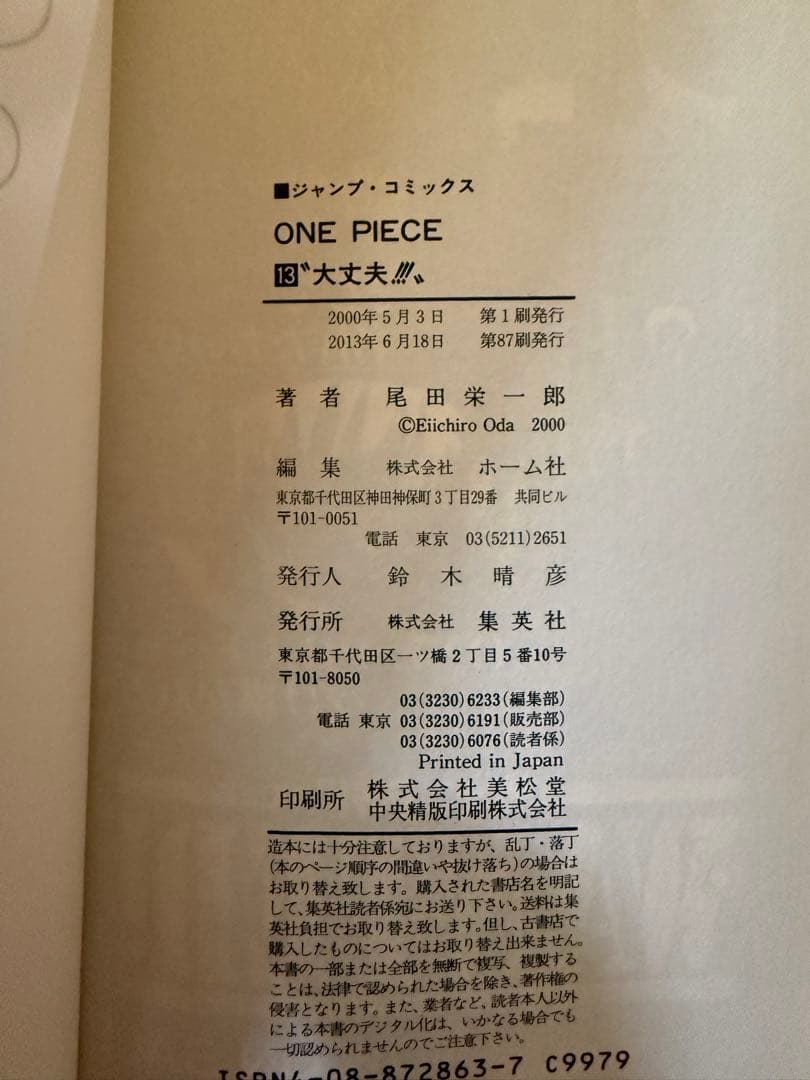 ■ジャンプ・コミックス
ONE PIECE
13〝大丈夫!!!〟
2000年5月3日 第1刷発行
2013年6月18日 第87刷発行
著者 尾田栄一郎
©Eiichiro Oda 2000
編集 株式会社 ホーム社
東京都千代田区神田神保町3丁目29番 共同ビル
〒101-0051
電話 東京 03(5211)2651
発行人 鈴木晴彦
発行所 株式会社 集英社
東京都千代田区一ツ橋2丁目5番10号
〒101-8050
03(3230)6233(編集部)
電話 東京 03(3230)6191(販売部)
03(3230)6076(読者係)
Printed in Japan
印刷所 株式会社美松堂
中央精版印刷株式会社
造本には十分注意しておりますが、乱丁・落丁
(本のページ順序の間違いや抜け落ち)の場合は
お取り替え致します。購入された書店名を明記
して、集英社読者係宛にお送り下さい。送料は集
英社負担でお取り替え致します。但し、古書店で
購入したものについてはお取り替え出来ません。
本書の一部または全部を無断で複写、複製する
ことは、法律で認められた場合を除き、著作権の
侵害となります。また、業者など、読者本人以外
による本書のデジタル化は、いかなる場合でも
一切認められませんのでご注意下さい。
ISBN4-08-872863-7 C9979